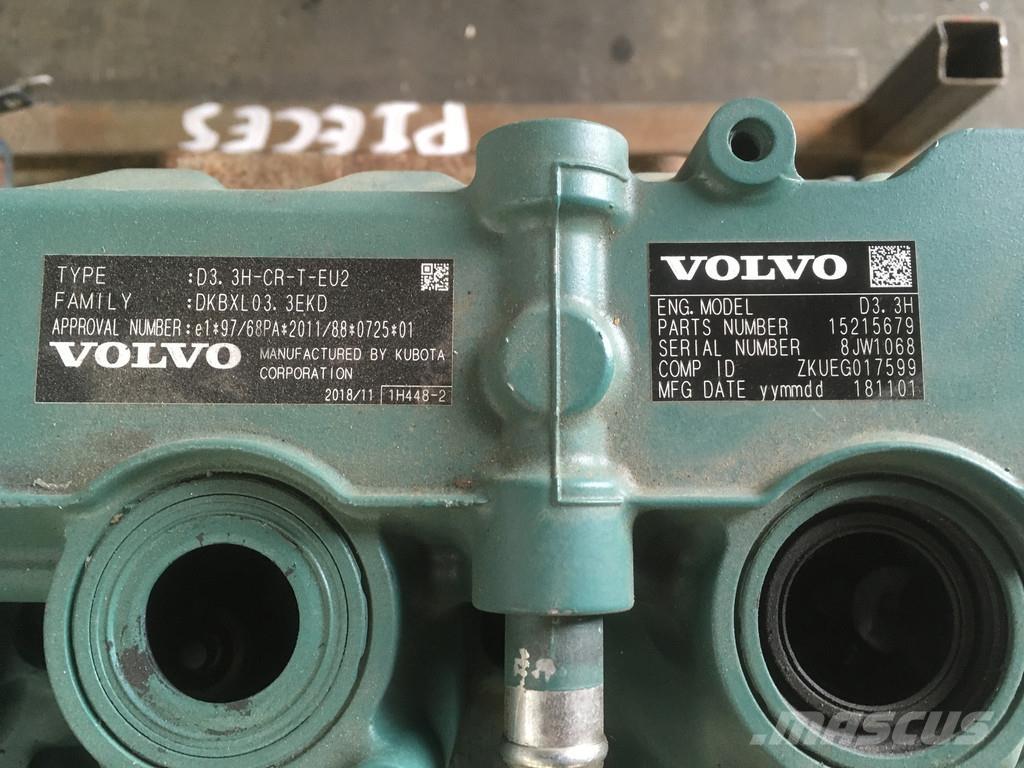 PIECES
TYPE :D3.3H-CR-T-EU2
FAMILY :DKBXL03.3EKD
APPROVAL NUMBER:e1*97/68PA*2011/88*0725*01
VOLVO MANUFACTURED BY KUBOTA
CORPORATION
2018/11 1H448-2
VOLVO
ENG.MODEL D3.3H
PARTS NUMBER 15215679
SERIAL NUMBER 8JW1068
COMP ID ZKUEG017599
MFG DATE yymmdd 181101
MASCUS